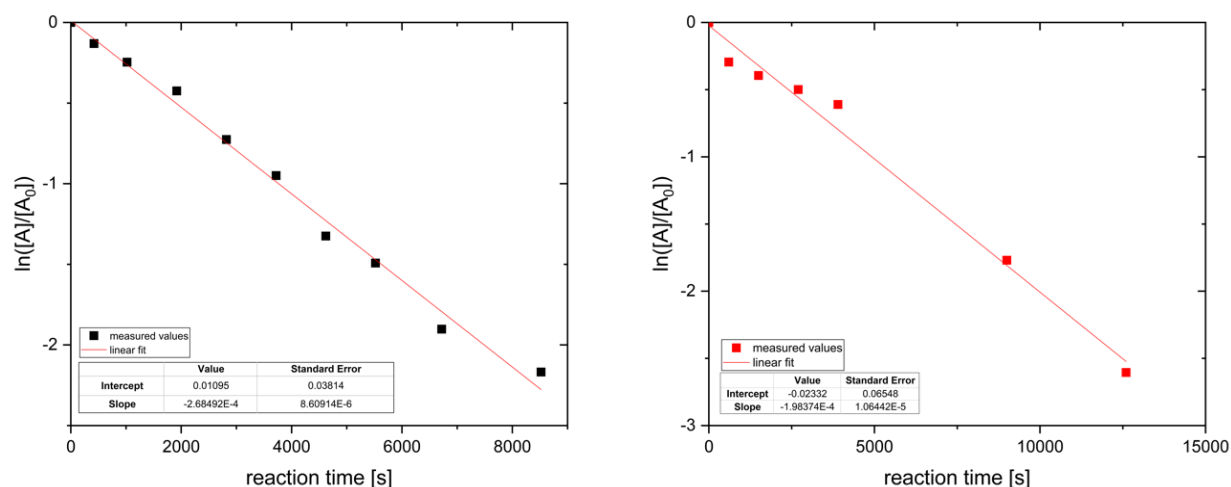 0
-1
-2
ln([A]/[A₀])
measured values
linear fit
Value Standard Error
Intercept 0.01095 0.03814
Slope -2.68492E-4 8.60914E-6
0 2000 4000 6000 8000
reaction time [s]
0
-1
-2
-3
ln([A]/[A₀])
measured values
linear fit
Value Standard Error
Intercept -0.02332 0.06548
Slope -1.98374E-4 1.06442E-5
0 5000 10000 15000
reaction time [s]